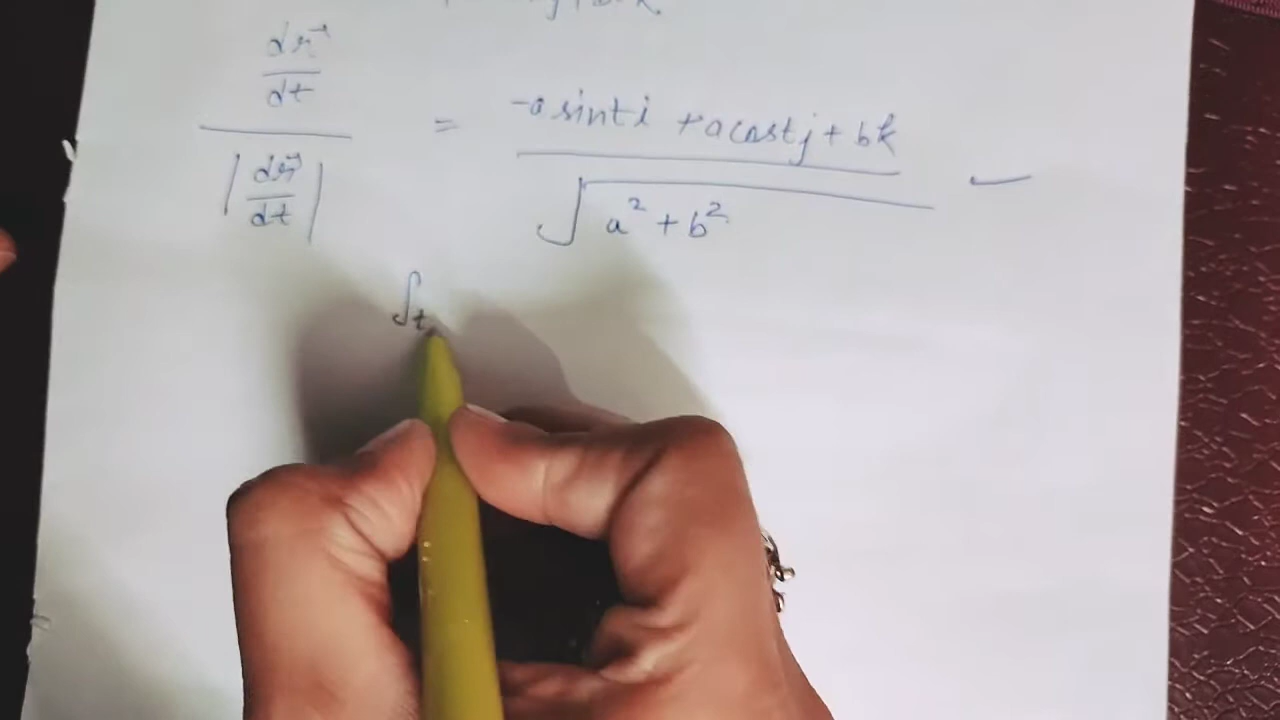 dr⃗/dt / |dr⃗/dt| = -a sint i + a cost j + bk / √a² + b²
∫t